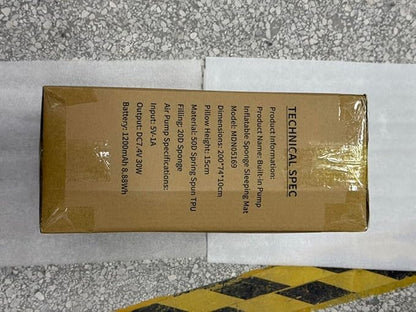 TECHNICAL SPEC
Product Information:
Product Name: Built-in Pump
Inflatable Sponge Sleeping Mat
Model: MDN05169
Dimensions: 200*74*10cm
Pillow Height: 15cm
Material: 50D Spring Spun TPU
Filling: 20D Sponge
Air Pump Specifications:
Input: 5V-1A
Output: DC7.4V 30W
Battery: 1200mAh 8.88Wh